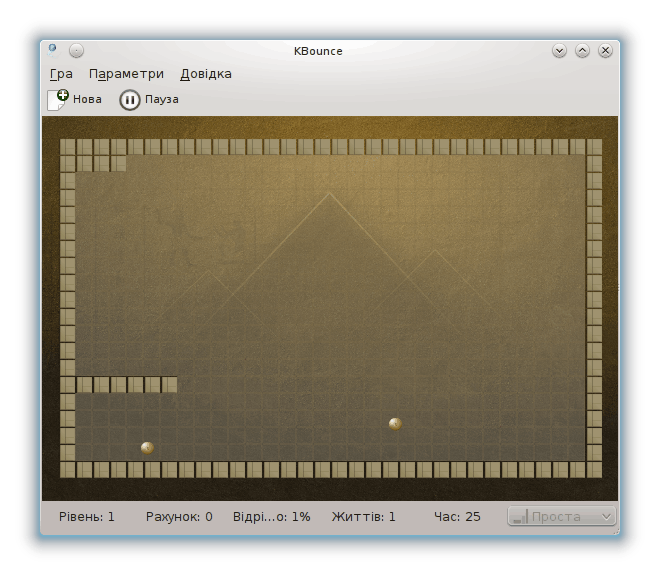 KBounce
Гра Параметри Довідка
Нова Пауза
Рівень: 1 Рахунок: 0 Відрі...о: 1% Життів: 1 Час: 25 Проста